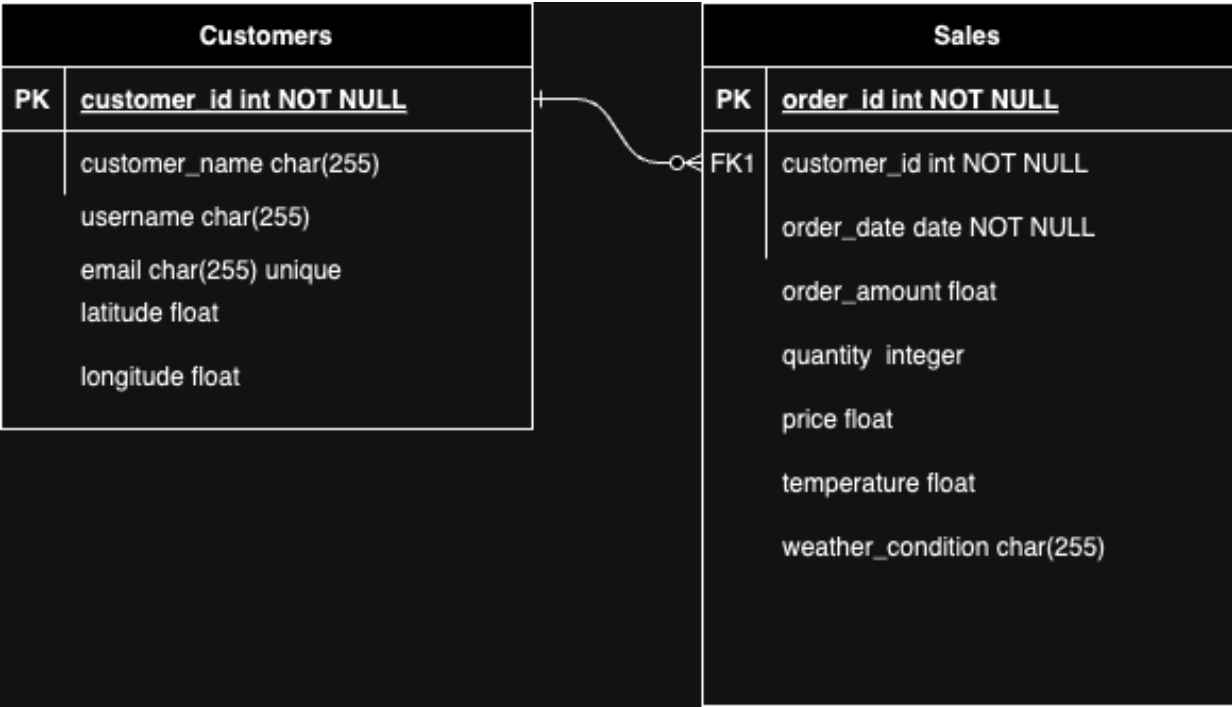 Customers
PK customer_id int NOT NULL
customer_name char(255)
username char(255)
email char(255) unique
latitude float
longitude float
Sales
PK order_id int NOT NULL
FK1 customer_id int NOT NULL
order_date date NOT NULL
order_amount float
quantity  integer
price float
temperature float
weather_condition char(255)